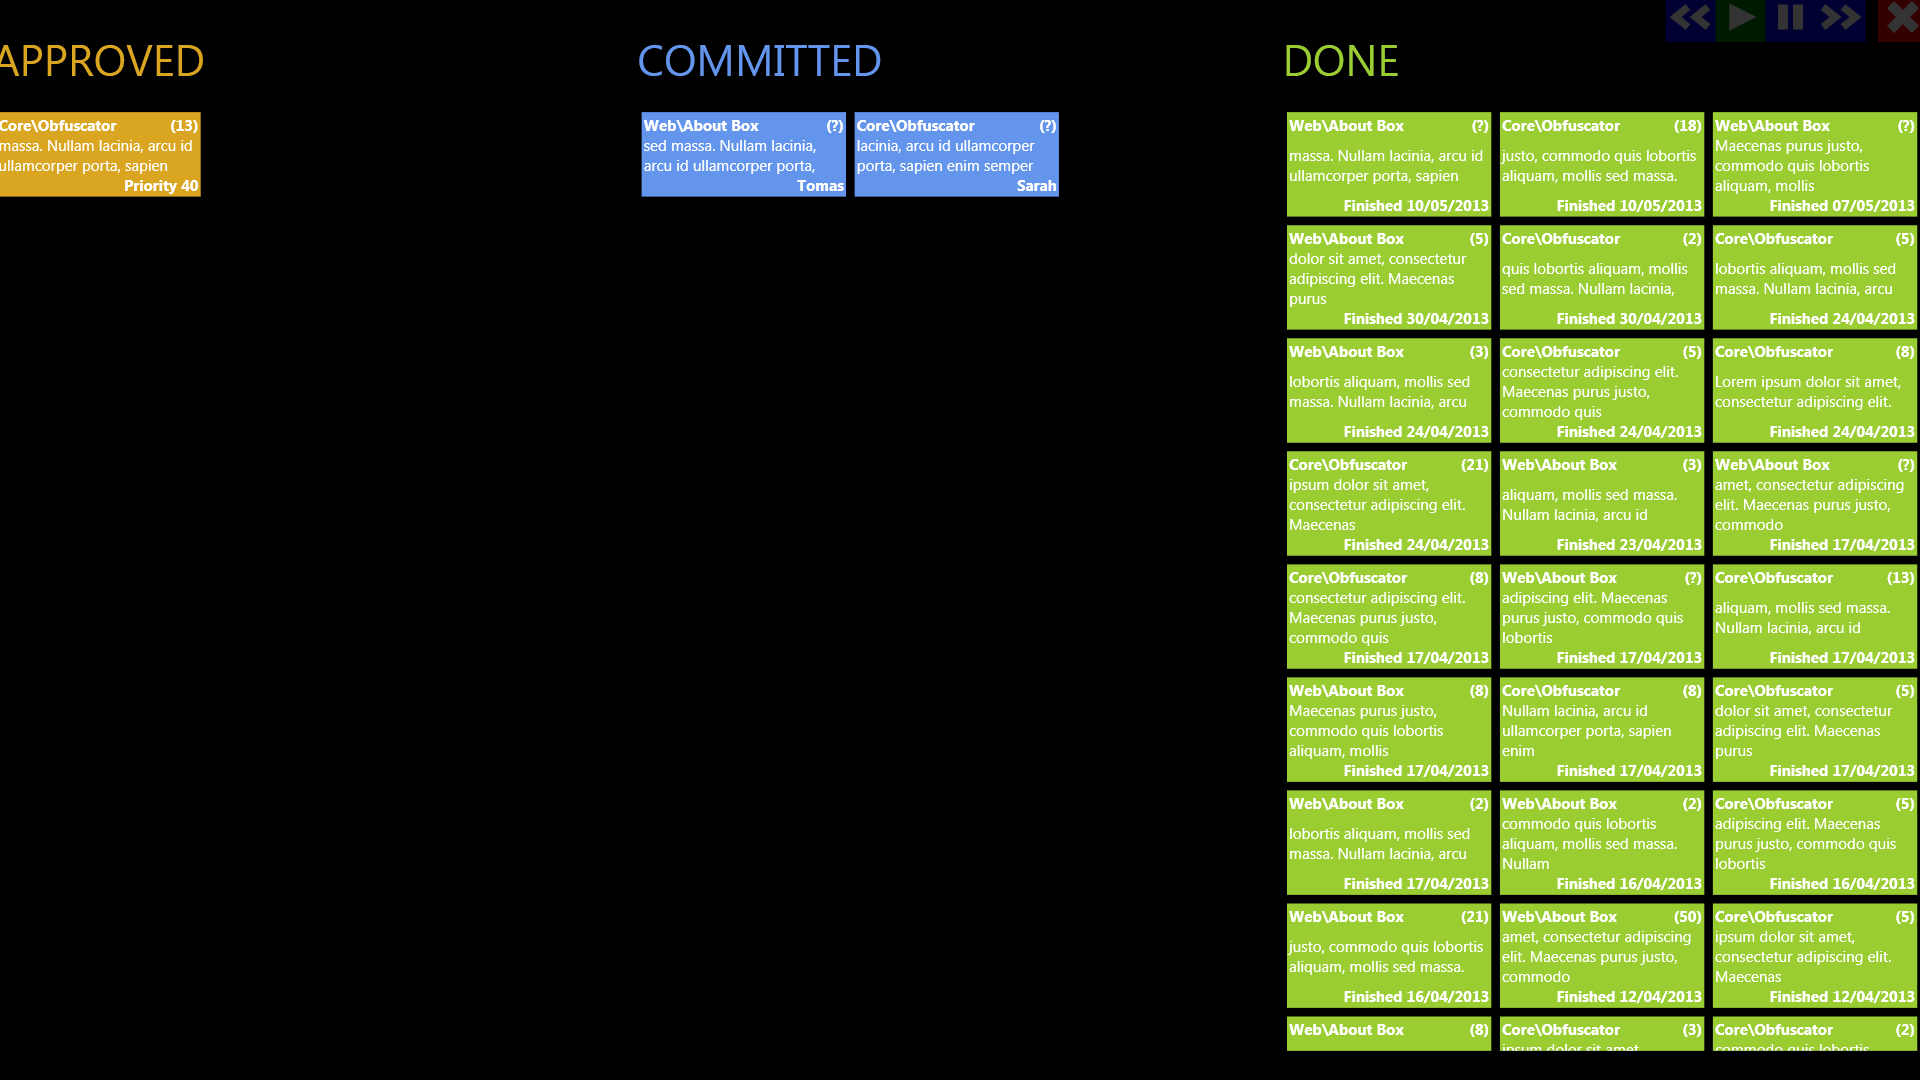 APPROVED
Core\Obfuscator (13)
massa. Nullam lacinia, arcu id
ullamcorper porta, sapien
Priority 40
COMMITTED
Web\About Box (?)
sed massa. Nullam lacinia,
arcu id ullamcorper porta,
Tomas
Core\Obfuscator (?)
lacinia, arcu id ullamcorper
porta, sapien enim semper
Sarah
DONE
Web\About Box (?)
massa. Nullam lacinia, arcu id
ullamcorper porta, sapien
Finished 10/05/2013
Core\Obfuscator (18)
justo, commodo quis lobortis
aliquam, mollis sed massa.
Finished 10/05/2013
Web\About Box (?)
Maecenas purus justo,
commodo quis lobortis
aliquam, mollis
Finished 07/05/2013
Web\About Box (5)
dolor sit amet, consectetur
adipiscing elit. Maecenas
purus
Finished 30/04/2013
Core\Obfuscator (2)
quis lobortis aliquam, mollis
sed massa. Nullam lacinia,
Finished 30/04/2013
Core\Obfuscator (5)
lobortis aliquam, mollis sed
massa. Nullam lacinia, arcu
Finished 24/04/2013
Web\About Box (3)
lobortis aliquam, mollis sed
massa. Nullam lacinia, arcu
Finished 24/04/2013
Core\Obfuscator (5)
consectetur adipiscing elit.
Maecenas purus justo,
commodo quis
Finished 24/04/2013
Core\Obfuscator (8)
Lorem ipsum dolor sit amet,
consectetur adipiscing elit.
Finished 24/04/2013
Core\Obfuscator (21)
ipsum dolor sit amet,
consectetur adipiscing elit.
Maecenas
Finished 24/04/2013
Web\About Box (3)
aliquam, mollis sed massa.
Nullam lacinia, arcu id
Finished 23/04/2013
Web\About Box (?)
amet, consectetur adipiscing
elit. Maecenas purus justo,
commodo
Finished 17/04/2013
Core\Obfuscator (8)
consectetur adipiscing elit.
Maecenas purus justo,
commodo quis
Finished 17/04/2013
Web\About Box (?)
adipiscing elit. Maecenas
purus justo, commodo quis
lobortis
Finished 17/04/2013
Core\Obfuscator (13)
aliquam, mollis sed massa.
Nullam lacinia, arcu id
Finished 17/04/2013
Web\About Box (8)
Maecenas purus justo,
commodo quis lobortis
aliquam, mollis
Finished 17/04/2013
Core\Obfuscator (8)
Nullam lacinia, arcu id
ullamcorper porta, sapien
enim
Finished 17/04/2013
Core\Obfuscator (5)
dolor sit amet, consectetur
adipiscing elit. Maecenas
purus
Finished 17/04/2013
Web\About Box (2)
lobortis aliquam, mollis sed
massa. Nullam lacinia, arcu
Finished 17/04/2013
Web\About Box (2)
commodo quis lobortis
aliquam, mollis sed massa.
Nullam
Finished 16/04/2013
Core\Obfuscator (5)
adipiscing elit. Maecenas
purus justo, commodo quis
lobortis
Finished 16/04/2013
Web\About Box (21)
justo, commodo quis lobortis
aliquam, mollis sed massa.
Finished 16/04/2013
Web\About Box (50)
amet, consectetur adipiscing
elit. Maecenas purus justo,
commodo
Finished 12/04/2013
Core\Obfuscator (5)
ipsum dolor sit amet,
consectetur adipiscing elit.
Maecenas
Finished 12/04/2013
Web\About Box (8)
Core\Obfuscator (3)
ipsum dolor sit amet
Core\Obfuscator (2)
commodo quis lobortis